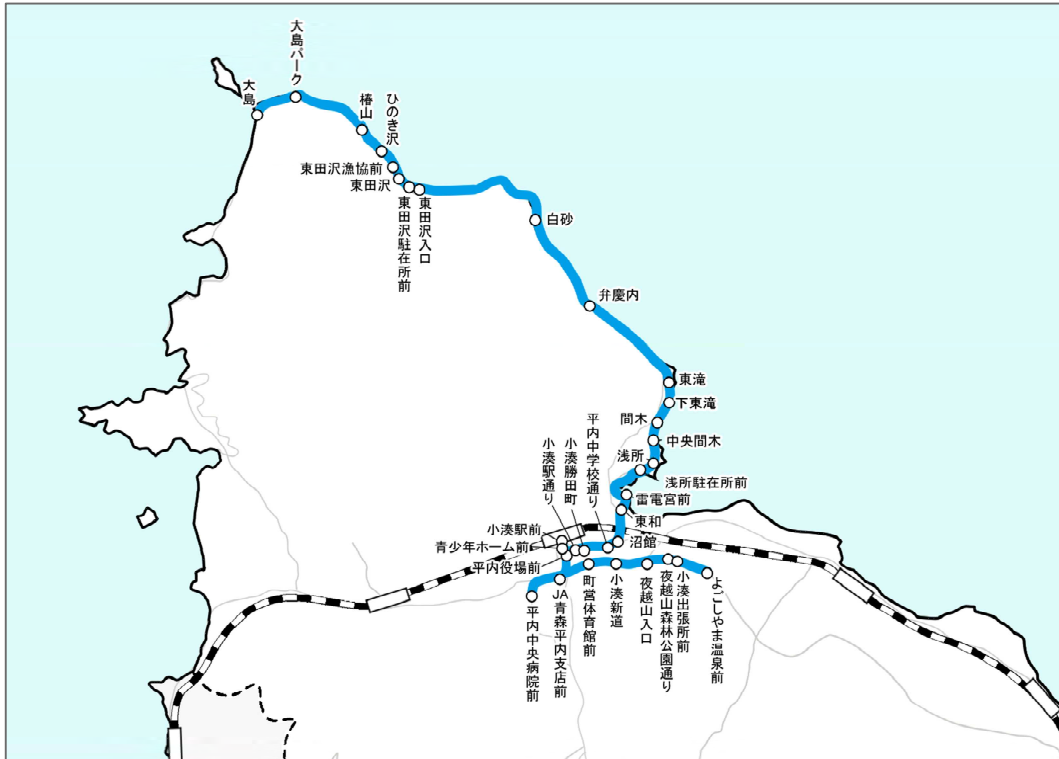 大島
大島パーク
椿山
ひのき沢
東田沢漁協前
東田沢
東田沢駐在所前
東田沢入口
白砂
弁慶内
東滝
下東滝
間木
中央間木
浅所
浅所駐在所前
雷電宮前
東和
沼館
平内中学校通り
小湊勝田町
小湊駅通り
小湊駅前
青少年ホーム前
平内役場前
平内中央病院前
JA青森平内支店前
町営体育館前
小湊新道
夜越山入口
夜越山森林公園通り
小湊出張所前
よごしやま温泉前